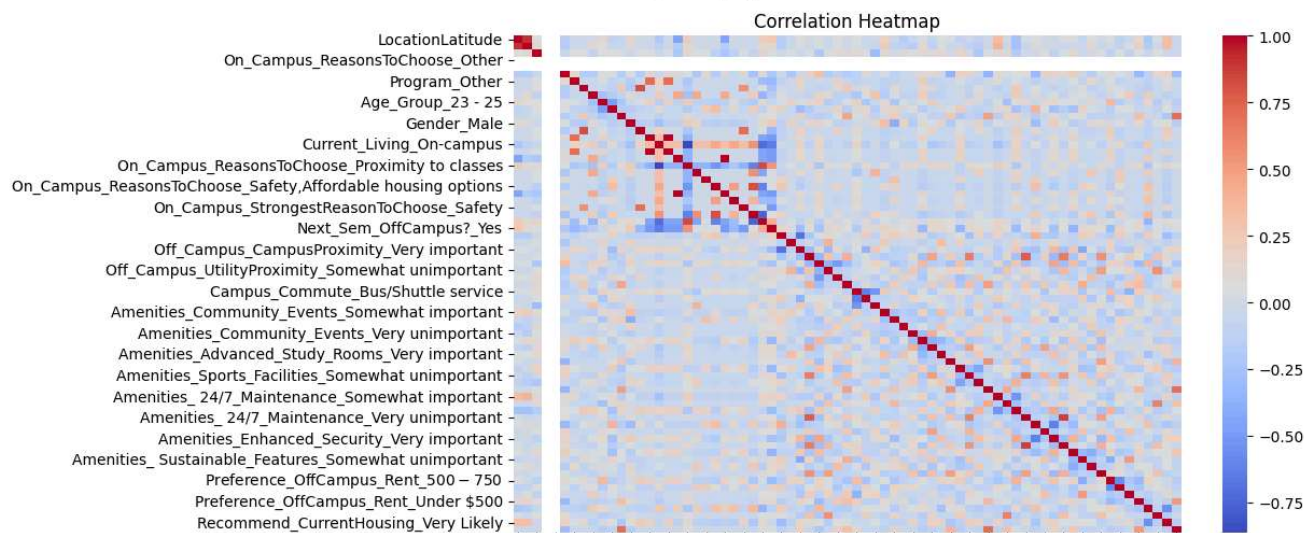 Correlation Heatmap
LocationLatitude
On_Campus_ReasonsToChoose_Other
Program_Other
Age_Group_23 - 25
Gender_Male
Current_Living_On-campus
On_Campus_ReasonsToChoose_Proximity to classes
On_Campus_ReasonsToChoose_Safety,Affordable housing options
On_Campus_StrongestReasonToChoose_Safety
Next_Sem_OffCampus?_Yes
Off_Campus_CampusProximity_Very important
Off_Campus_UtilityProximity_Somewhat unimportant
Campus_Commute_Bus/Shuttle service
Amenities_Community_Events_Somewhat important
Amenities_Community_Events_Very unimportant
Amenities_Advanced_Study_Rooms_Very important
Amenities_Sports_Facilities_Somewhat unimportant
Amenities_ 24/7_Maintenance_Somewhat important
Amenities_ 24/7_Maintenance_Very unimportant
Amenities_Enhanced_Security_Very important
Amenities_ Sustainable_Features_Somewhat unimportant
Preference_OffCampus_Rent_500 − 750
Preference_OffCampus_Rent_Under $500
Recommend_CurrentHousing_Very Likely
1.00
0.75
0.50
0.25
0.00
−0.25
−0.50
−0.75